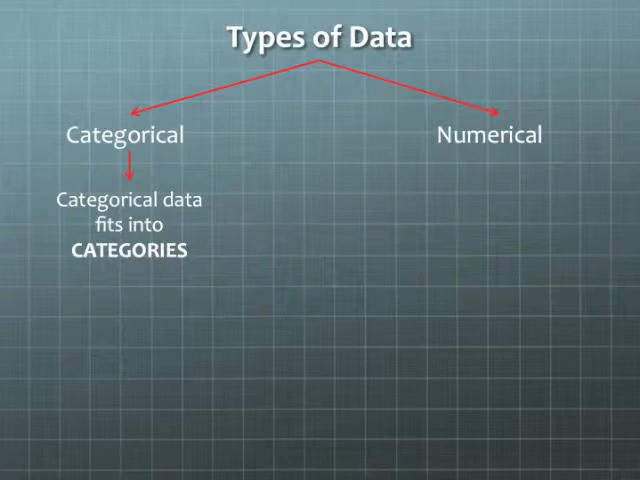 Types of Data
Categorical
Numerical
Categorical data
fits into
CATEGORIES